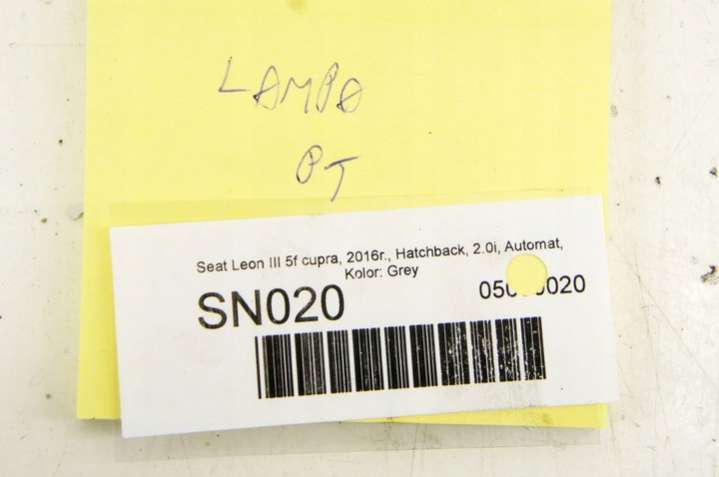 LAMPA
PT
Seat Leon III 5f cupra, 2016r., Hatchback, 2.0i, Automat,
Kolor: Grey
SN020